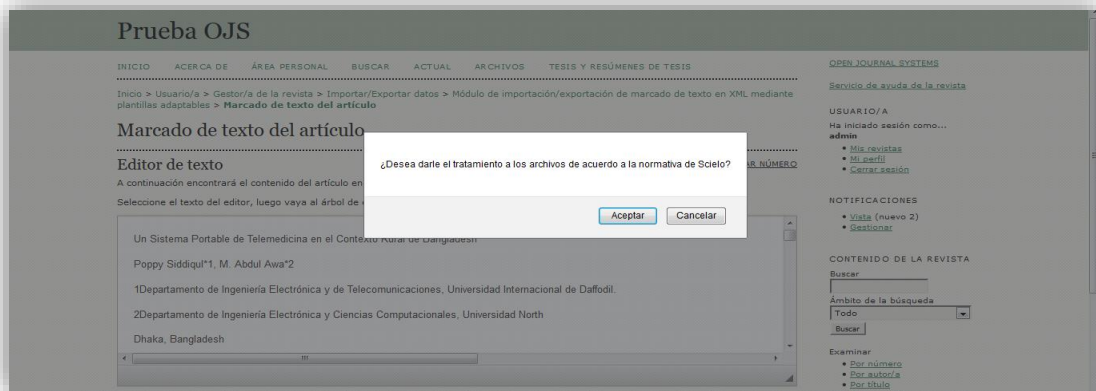 Prueba OJS
INICIO ACERCA DE ÁREA PERSONAL BUSCAR ACTUAL ARCHIVOS TESIS Y RESÚMENES DE TESIS
Inicio > Usuario/a > Gestor/a de la revista > Importar/Exportar datos > Módulo de importación/exportación de marcado de texto en XML mediante
plantillas adaptables > Marcado de texto del artículo
Marcado de texto del artículo
Editor de texto
AR NÚMERO
A continuación encontrará el contenido del artículo en
Seleccione el texto del editor, luego vaya al árbol de
¿Desea darle el tratamiento a los archivos de acuerdo a la normativa de Scielo?
Aceptar Cancelar
Un Sistema Portable de Telemedicina en el Contexto Rural de Bangladesh
Poppy Siddiqul*1, M. Abdul Awa*2
1Departamento de Ingeniería Electrónica y de Telecomunicaciones, Universidad Internacional de Daffodil.
2Departamento de Ingeniería Electrónica y Ciencias Computacionales, Universidad North
Dhaka, Bangladesh
OPEN JOURNAL SYSTEMS
Servicio de ayuda de la revista
USUARIO/A
Ha iniciado sesión como...
admin
Mis revistas
Mi perfil
Cerrar sesión
NOTIFICACIONES
Vista (nuevo 2)
Gestionar
CONTENIDO DE LA REVISTA
Buscar
Ámbito de la búsqueda
Todo
Buscar
Examinar
Por número
Por autor/a
Por título